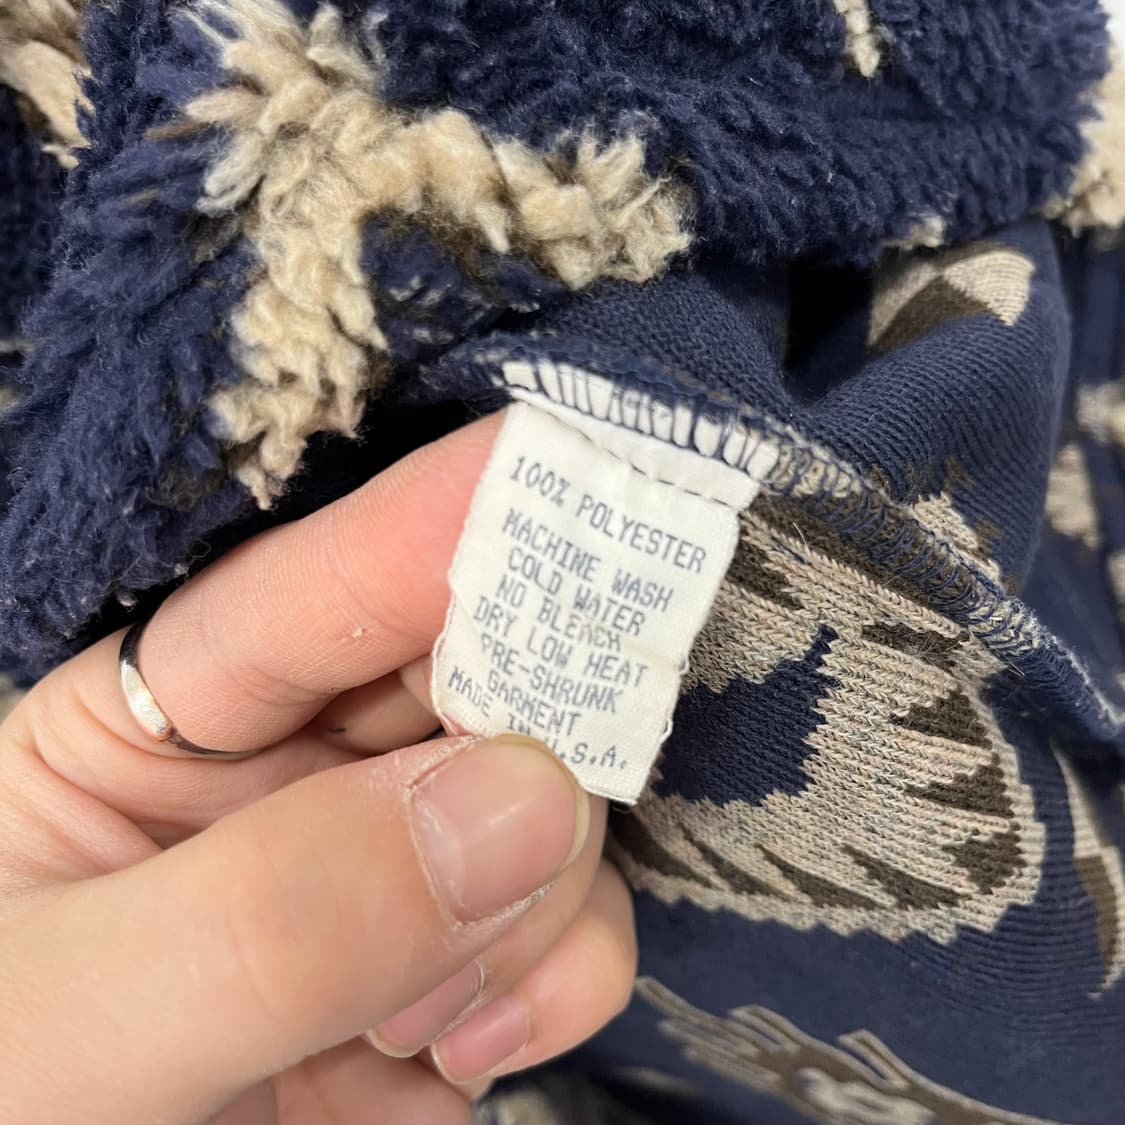 100% POLYESTER
MACHINE WASH
COLD WATER
NO BLEACH
DRY LOW HEAT
PRE-SHRUNK
GARMENT
MADE IN U.S.A.